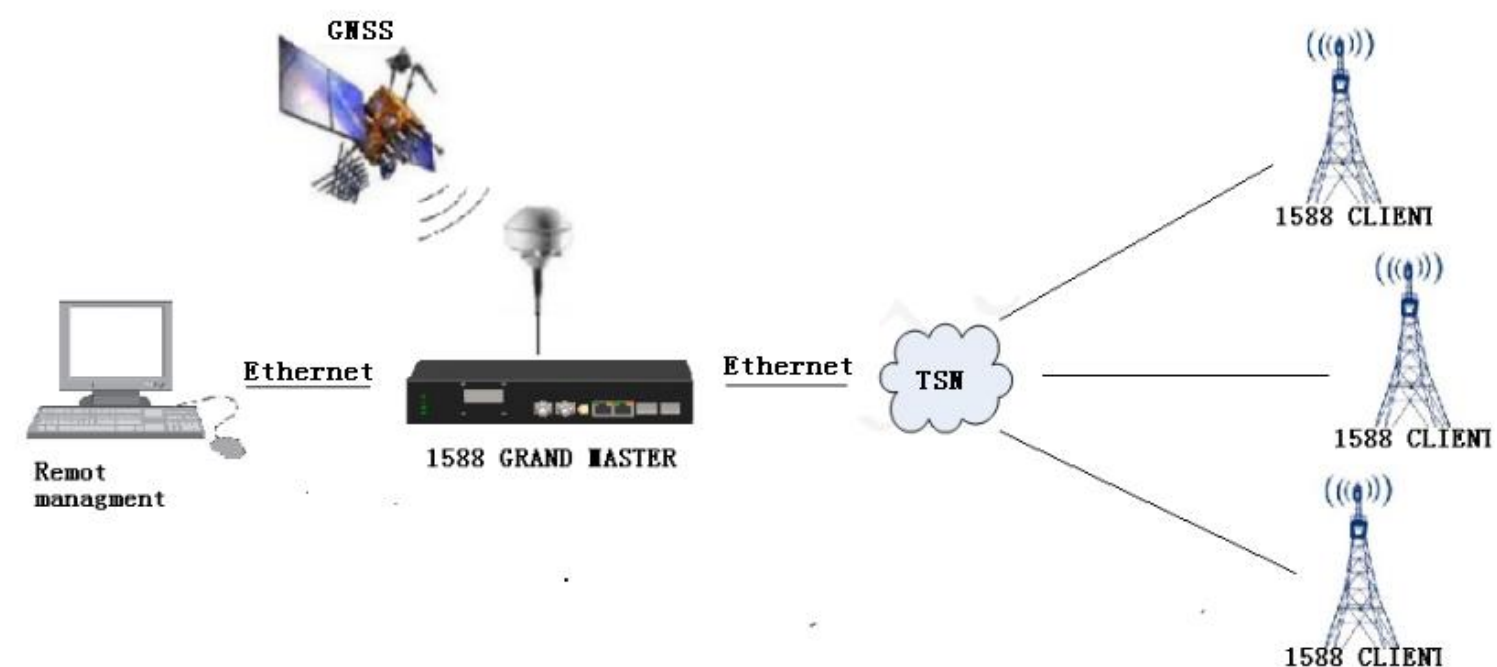 GNSS
1588 CLIENT
Ethernet
Ethernet
TSN
1588 GRAND MASTER
1588 CLIENT
Remot
managment
1588 CLIENT